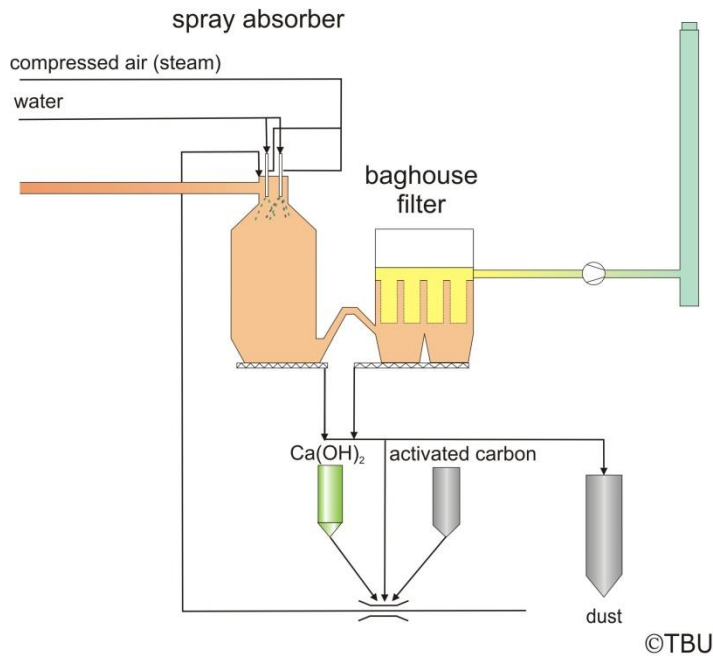 spray absorber
compressed air (steam)
water
baghouse
filter
Ca(OH)₂
activated carbon
dust
©TBU